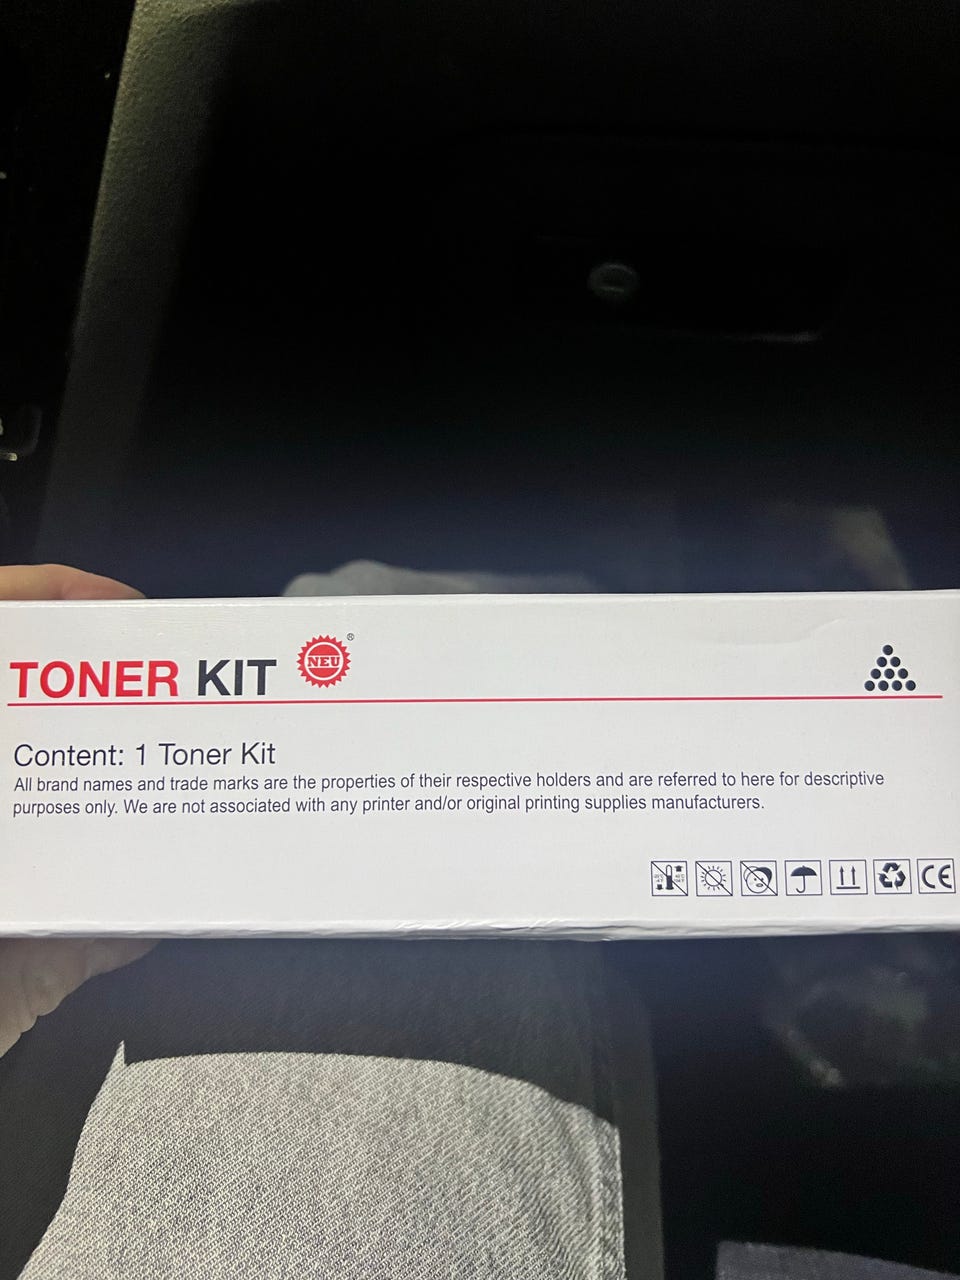 TONER KIT NEU ®
Content: 1 Toner Kit
All brand names and trade marks are the properties of their respective holders and are referred to here for descriptive
purposes only. We are not associated with any printer and/or original printing supplies manufacturers.
CE